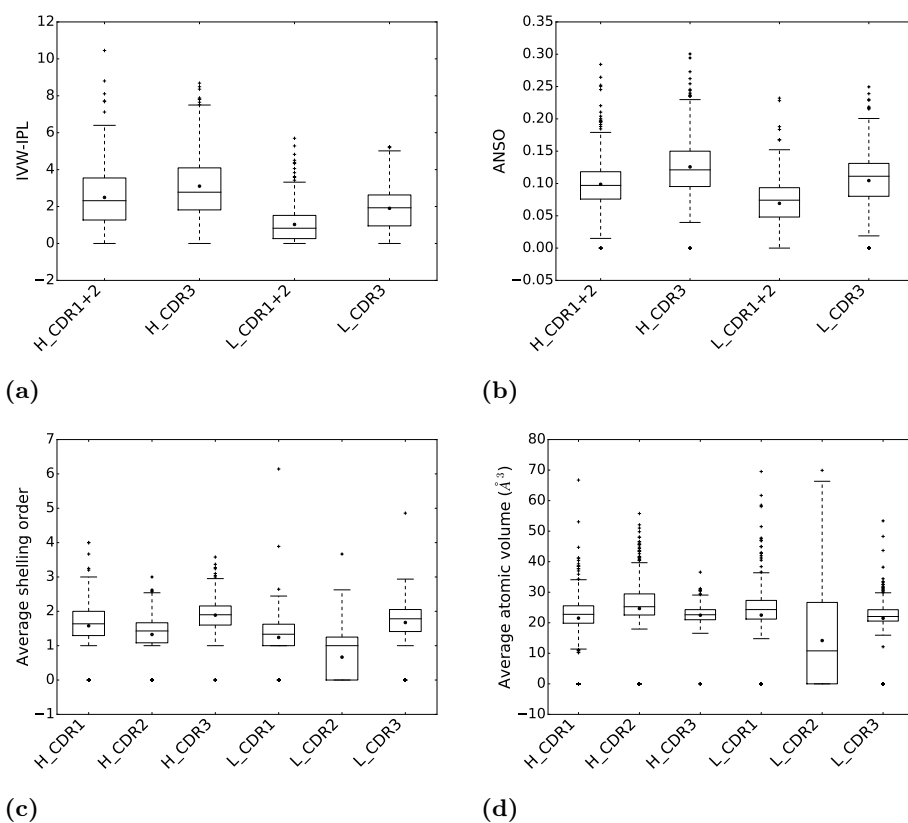 12
10
8
6
4
2
0
−2
IVW-IPL
H_CDR1+2
H_CDR3
L_CDR1+2
L_CDR3
(a)
0.35
0.30
0.25
0.20
0.15
0.10
0.05
0.00
−0.05
ANSO
H_CDR1+2
H_CDR3
L_CDR1+2
L_CDR3
(b)
7
6
5
4
3
2
1
0
−1
Average shelling order
H_CDR1
H_CDR2
H_CDR3
L_CDR1
L_CDR2
L_CDR3
(c)
80
70
60
50
40
30
20
10
0
−10
Average atomic volume (Å^3)
H_CDR1
H_CDR2
H_CDR3
L_CDR1
L_CDR2
L_CDR3
(d)